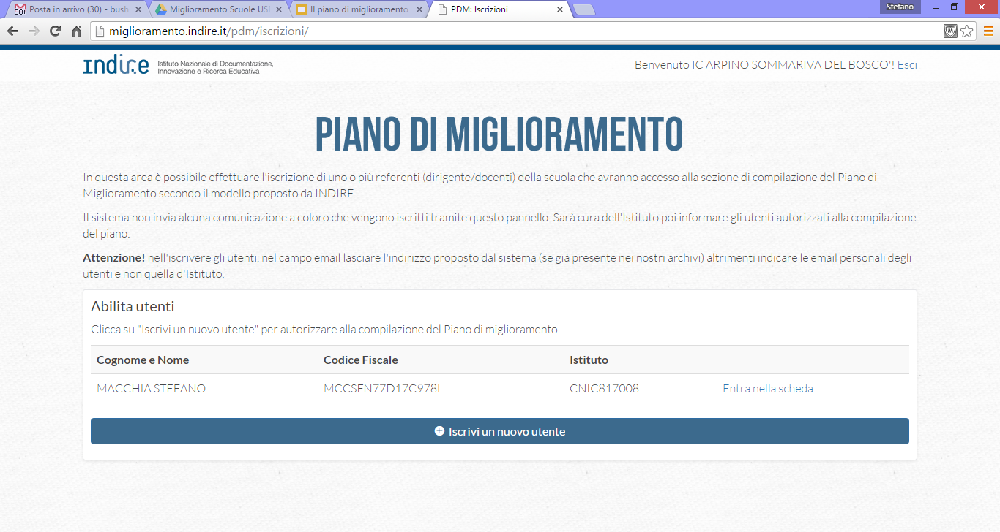 Posta in arrivo (30) - bush
Miglioramento Scuole US
Il piano di miglioramento
PDM: Iscrizioni
Stefano
miglioramento.indire.it/pdm/iscrizioni/
indire
Istituto Nazionale di Documentazione,
Innovazione e Ricerca Educativa
Benvenuto IC ARPINO SOMMARIVA DEL BOSCO'! Esci
PIANO DI MIGLIORAMENTO
In questa area è possibile effettuare l'iscrizione di uno o più referenti (dirigente/docenti) della scuola che avranno accesso alla sezione di compilazione del Piano di
Miglioramento secondo il modello proposto da INDIRE.
Il sistema non invia alcuna comunicazione a coloro che vengono iscritti tramite questo pannello. Sarà cura dell'Istituto poi informare gli utenti autorizzati alla compilazione
del piano.
Attenzione! nell'iscrivere gli utenti, nel campo email lasciare l'indirizzo proposto dal sistema (se già presente nei nostri archivi) altrimenti indicare le email personali degli
utenti e non quella d'Istituto.
Abilita utenti
Clicca su "Iscrivi un nuovo utente" per autorizzare alla compilazione del Piano di miglioramento.
Cognome e Nome Codice Fiscale Istituto
MACCHIA STEFANO MCCSFN77D17C978L CNIC817008 Entra nella scheda
Iscrivi un nuovo utente